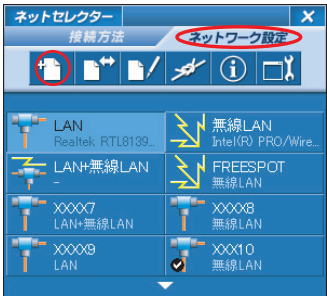 ネットセレクター
接続方法
ネットワーク設定
LAN
Realtek RTL8139...
無線LAN
Intel(R) PRO/Wire...
LAN+無線LAN
-
FREESPOT
無線LAN
XXXX7
LAN+無線LAN
XXXX8
無線LAN
XXXX9
LAN
XXX10
無線LAN